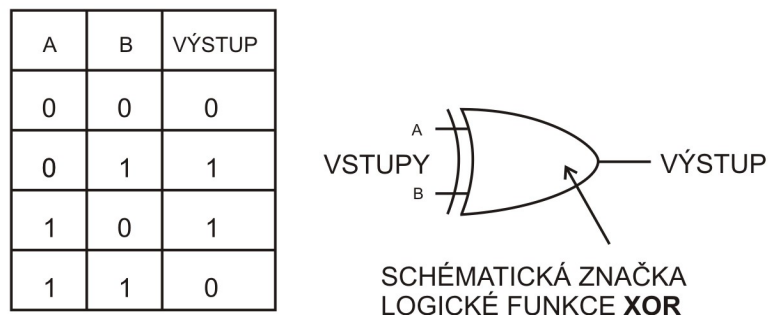 A B VÝSTUP
0 0 0
0 1 1
1 0 1
1 1 0
A
VSTUPY
B
VÝSTUP
SCHÉMATICKÁ ZNAČKA
LOGICKÉ FUNKCE XOR